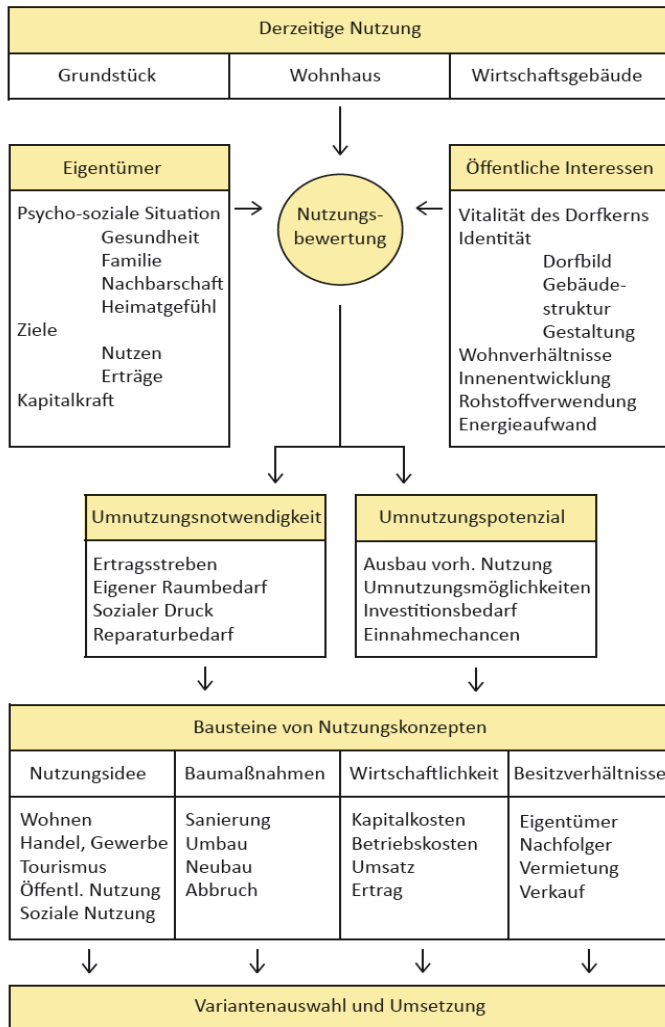 Derzeitige Nutzung
Grundstück
Wohnhaus
Wirtschaftsgebäude
Eigentümer
Psycho-soziale Situation
Gesundheit
Familie
Nachbarschaft
Heimatgefühl
Ziele
Nutzen
Erträge
Kapitalkraft
Nutzungs-
bewertung
Öffentliche Interessen
Vitalität des Dorfkerns
Identität
Dorfbild
Gebäude-
struktur
Gestaltung
Wohnverhältnisse
Innenentwicklung
Rohstoffverwendung
Energieaufwand
Umnutzungsnotwendigkeit
Ertragsstreben
Eigener Raumbedarf
Sozialer Druck
Reparaturbedarf
Umnutzungspotenzial
Ausbau vorh. Nutzung
Umnutzungsmöglichkeiten
Investitionsbedarf
Einnahmechancen
Bausteine von Nutzungskonzepten
Nutzungsidee
Wohnen
Handel, Gewerbe
Tourismus
Öffentl. Nutzung
Soziale Nutzung
Baumaßnahmen
Sanierung
Umbau
Neubau
Abbruch
Wirtschaftlichkeit
Kapitalkosten
Betriebskosten
Umsatz
Ertrag
Besitzverhältnisse
Eigentümer
Nachfolger
Vermietung
Verkauf
Variantenauswahl und Umsetzung